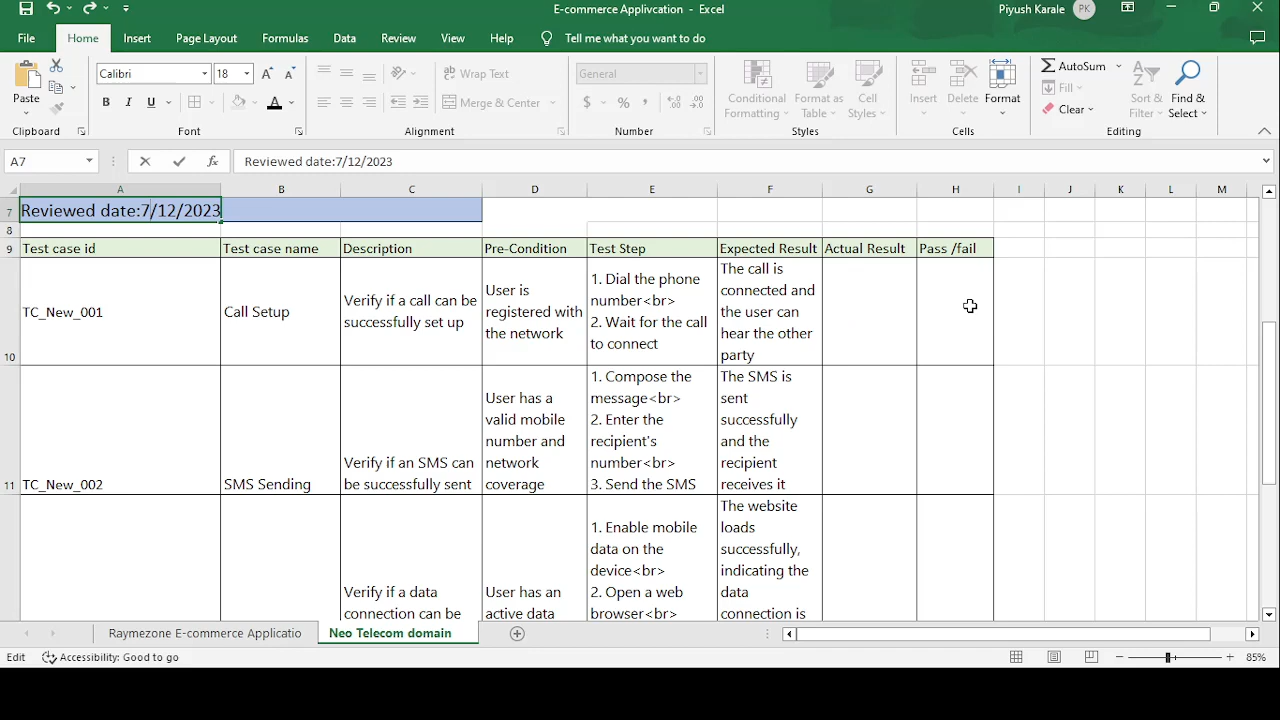 E-commerce Applivcation - Excel
Piyush Karale PK
File Home Insert Page Layout Formulas Data Review View Help Tell me what you want to do
Paste
Clipboard
Calibri 18
A A
B I U A
Font
Wrap Text
Merge & Center
Alignment
General
$ % ,
Number
Conditional
Formatting
Format as
Table
Cell
Styles
Styles
Insert
Delete
Format
Cells
AutoSum
Fill
Clear
Sort &
Filter
Find &
Select
Editing
A7 fx Reviewed date:7/12/2023
A B C D E F G H I J K L M
7 Reviewed date:7/12/2023
8
9 Test case id Test case name Description Pre-Condition Test Step Expected Result Actual Result Pass /fail
10
TC_New_001
Call Setup
Verify if a call can be
successfully set up
User is
registered with
the network
1. Dial the phone
number<br>
2. Wait for the call
to connect
The call is
connected and
the user can
hear the other
party
11
TC_New_002
SMS Sending
Verify if an SMS can
be successfully sent
User has a
valid mobile
number and
network
coverage
1. Compose the
message<br>
2. Enter the
recipient's
number<br>
3. Send the SMS
The SMS is
sent
successfully
and the
recipient
receives it
Verify if a data
connection can be
User has an
active data
1. Enable mobile
data on the
device<br>
2. Open a web
browser<br>
The website
loads
successfully,
indicating the
data
connection is
Raymezone E-commerce Applicatio Neo Telecom domain
Edit Accessibility: Good to go 85%